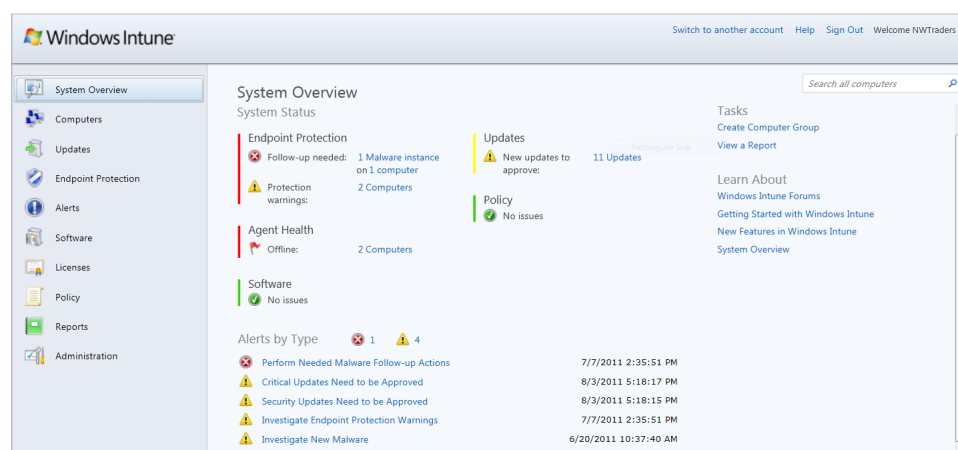 Windows Intune
Switch to another account Help Sign Out Welcome NWTraders
System Overview
Computers
Updates
Endpoint Protection
Alerts
Software
Licenses
Policy
Reports
Administration
Search all computers
System Overview
System Status
Endpoint Protection
Follow-up needed: 1 Malware instance
on 1 computer
Protection 2 Computers
warnings:
Agent Health
Offline: 2 Computers
Software
No issues
Updates
New updates to 11 Updates
approve:
Policy
No issues
Rectangular Snip
Tasks
Create Computer Group
View a Report
Learn About
Windows Intune Forums
Getting Started with Windows Intune
New Features in Windows Intune
System Overview
Alerts by Type 1 4
Perform Needed Malware Follow-up Actions 7/7/2011 2:35:51 PM
Critical Updates Need to be Approved 8/3/2011 5:18:17 PM
Security Updates Need to be Approved 8/3/2011 5:18:15 PM
Investigate Endpoint Protection Warnings 7/7/2011 2:35:51 PM
Investigate New Malware 6/20/2011 10:37:40 AM